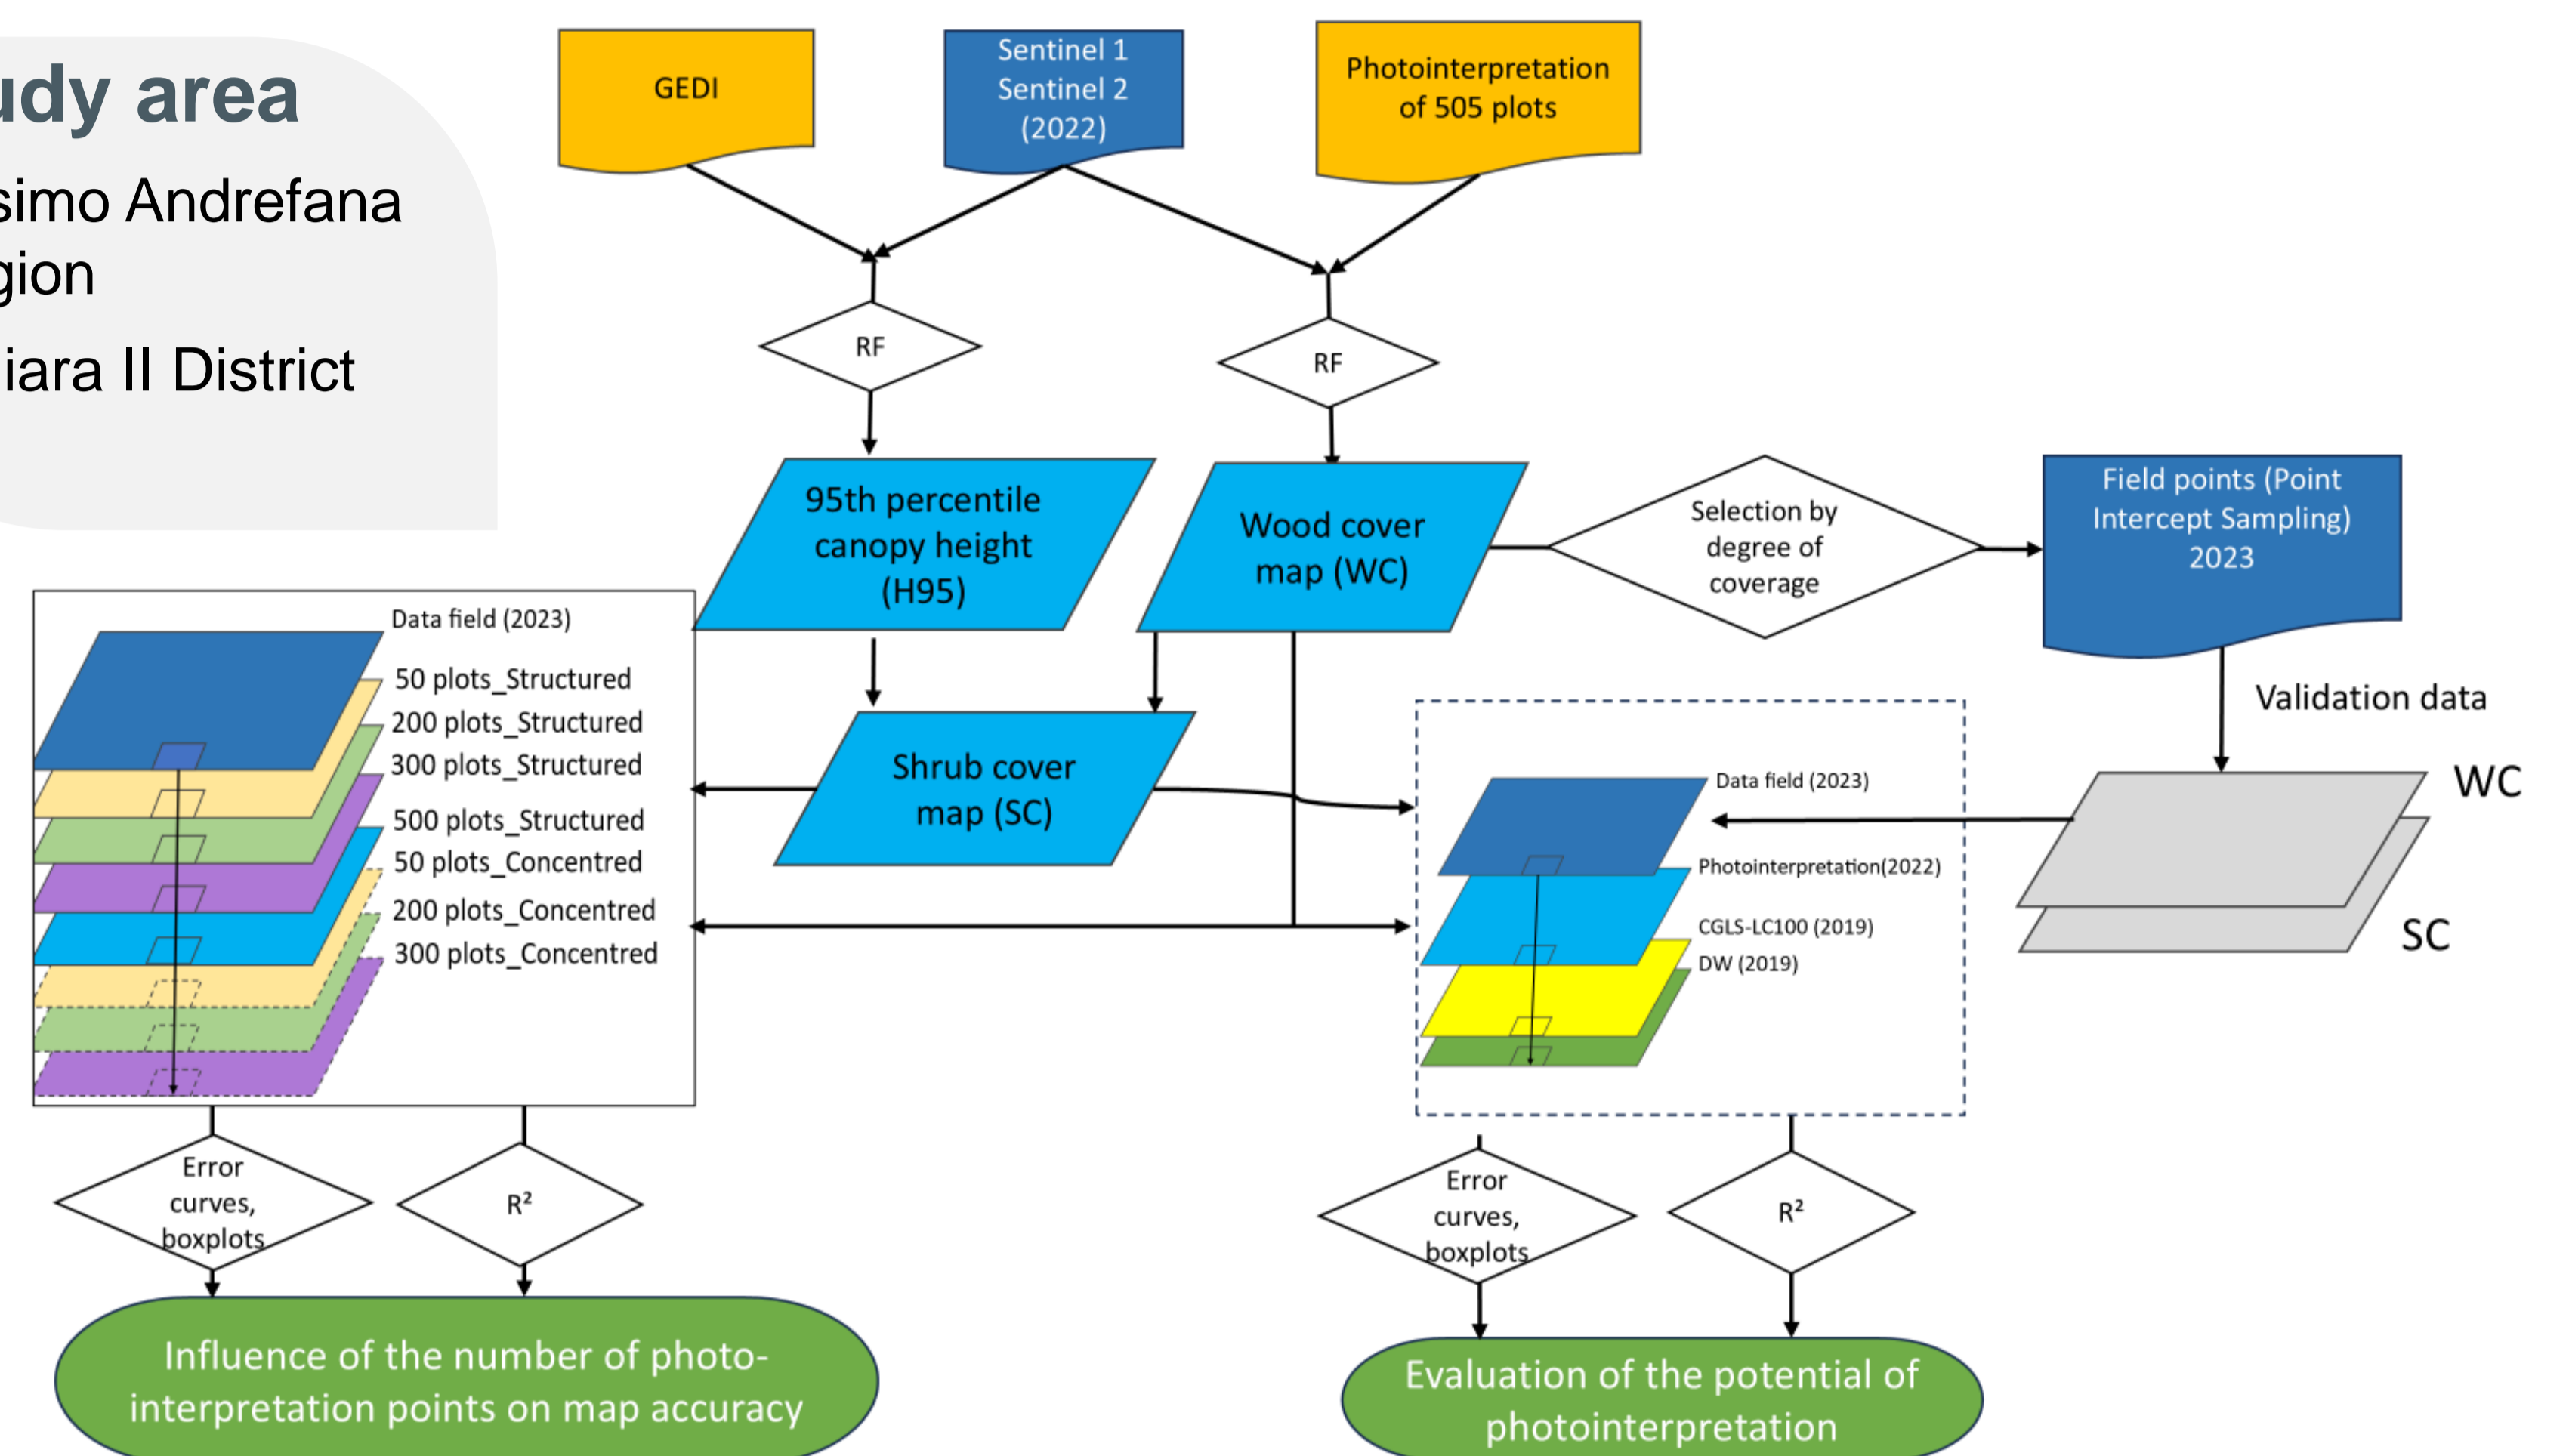 udy area
simo Andrefana
gion
iara II District
GEDI
Sentinel 1
Sentinel 2
(2022)
Photointerpretation
of 505 plots
RF
RF
95th percentile
canopy height
(H95)
Wood cover
map (WC)
Selection by
degree of
coverage
Field points (Point
Intercept Sampling)
2023
Validation data
WC
SC
Shrub cover
map (SC)
Data field (2023)
50 plots_Structured
200 plots_Structured
300 plots_Structured
500 plots_Structured
50 plots_Concentred
200 plots_Concentred
300 plots_Concentred
Data field (2023)
Photointerpretation(2022)
CGLS-LC100 (2019)
DW (2019)
Error
curves,
boxplots
R²
Error
curves,
boxplots
R²
Influence of the number of photo-
interpretation points on map accuracy
Evaluation of the potential of
photointerpretation